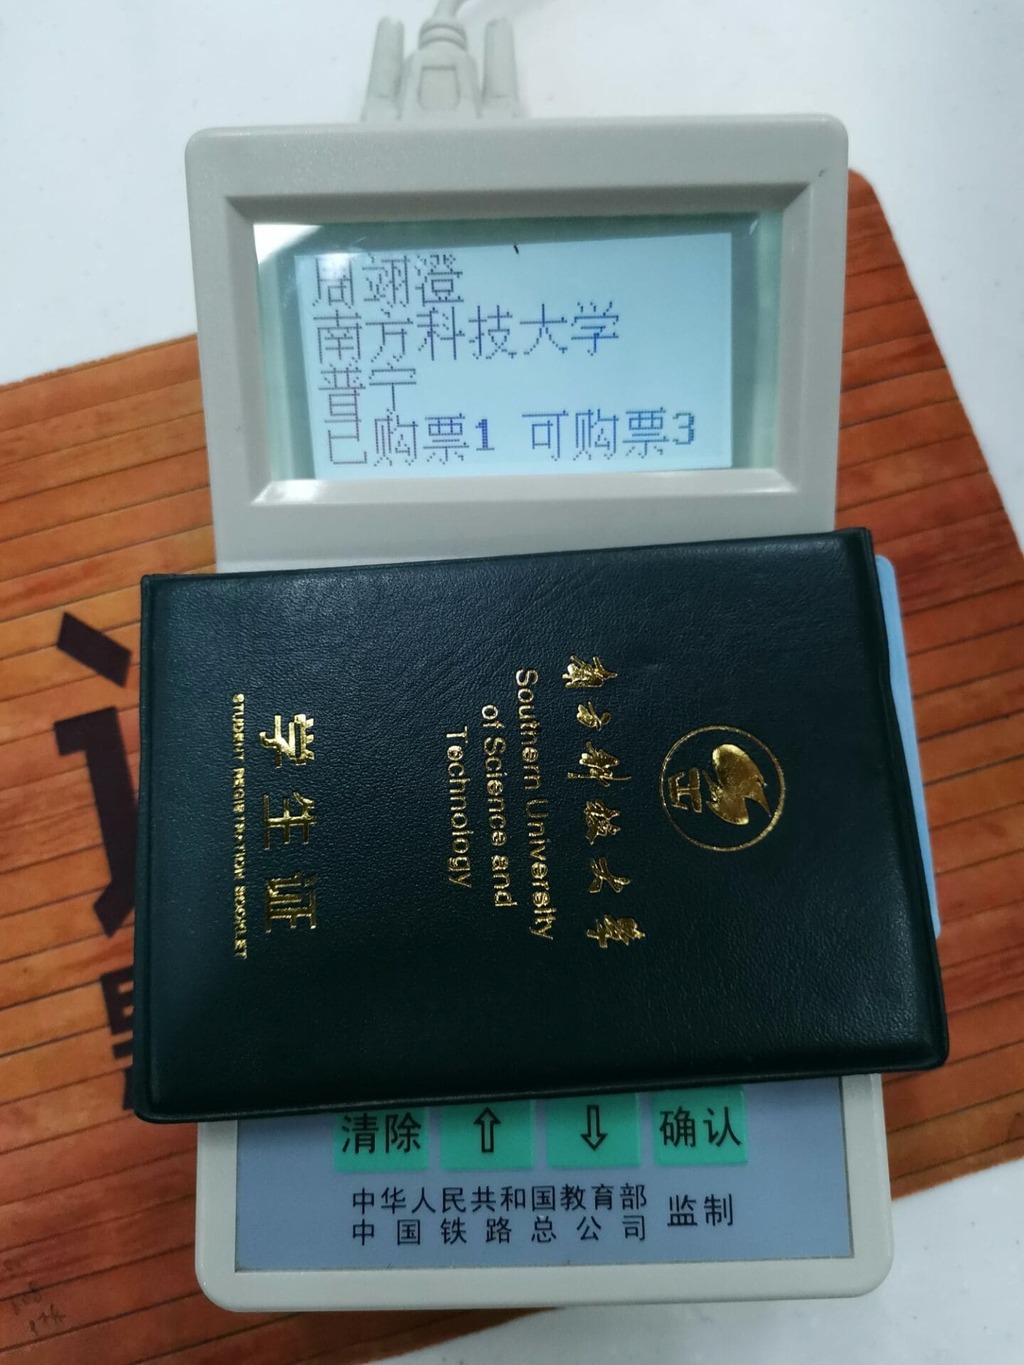 周翊澄
南方科技大学
普宁
已购票1 可购票3
南方科技大学
Southern University
of Science and
Technology
学生证
STUDENT REGISTRATION BOOKLET
清除 ⇧ ⇩ 确认
中华人民共和国教育部
中国铁路总公司
监制